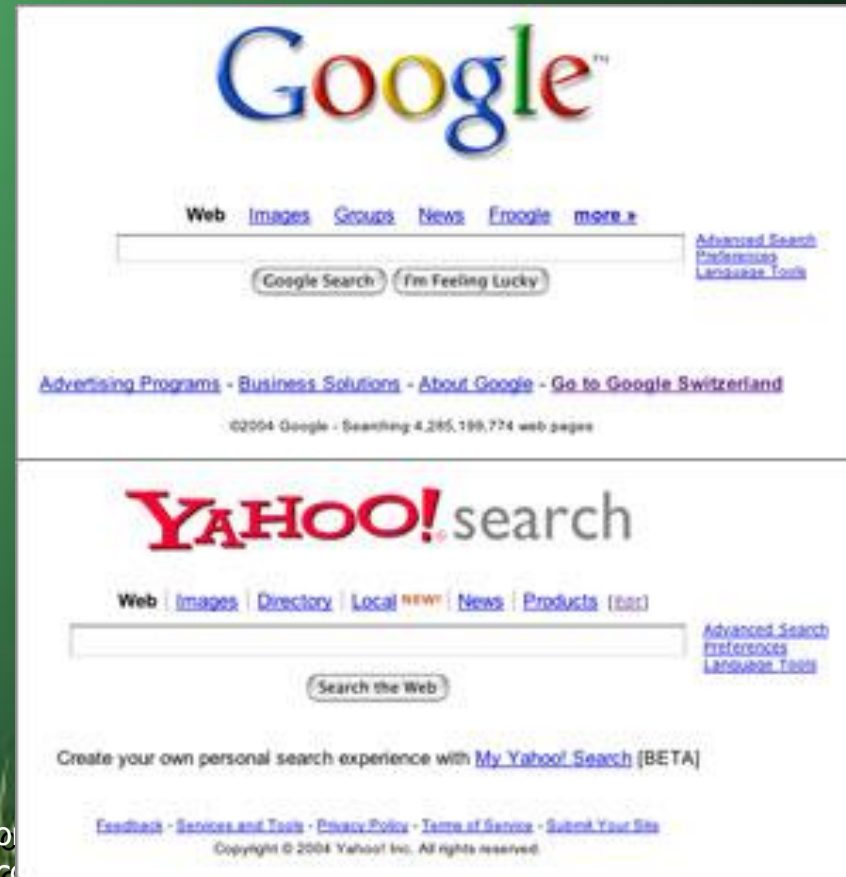 Google™
Web Images Groups News Froogle more »
Advanced Search
Preferences
Language Tools
Google Search I'm Feeling Lucky
Advertising Programs - Business Solutions - About Google - Go to Google Switzerland
©2004 Google - Searching 4,285,199,774 web pages
YAHOO! search
Web Images Directory Local NEW! News Products [Edit]
Advanced Search
Preferences
Language Tools
Search the Web
Create your own personal search experience with My Yahoo! Search [BETA]
Feedback - Services and Tools - Privacy Policy - Terms of Service - Submit Your Site
Copyright © 2004 Yahoo! Inc. All rights reserved.